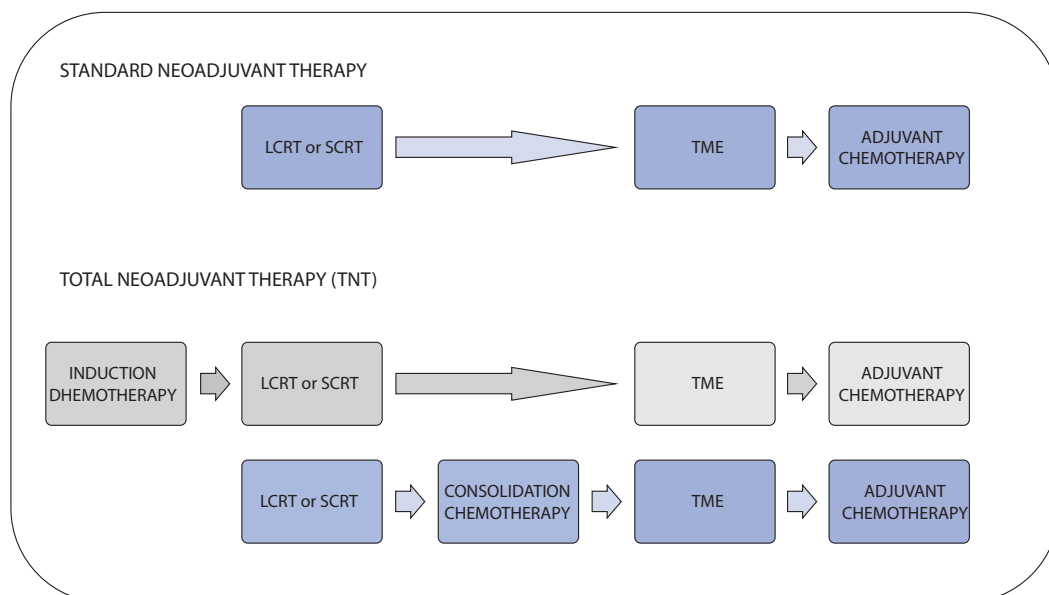 STANDARD NEOADJUVANT THERAPY
LCRT or SCRT
TME
ADJUVANT
CHEMOTHERAPY
TOTAL NEOADJUVANT THERAPY (TNT)
INDUCTION
DHEMOTHERAPY
LCRT or SCRT
TME
ADJUVANT
CHEMOTHERAPY
LCRT or SCRT
CONSOLIDATION
CHEMOTHERAPY
TME
ADJUVANT
CHEMOTHERAPY